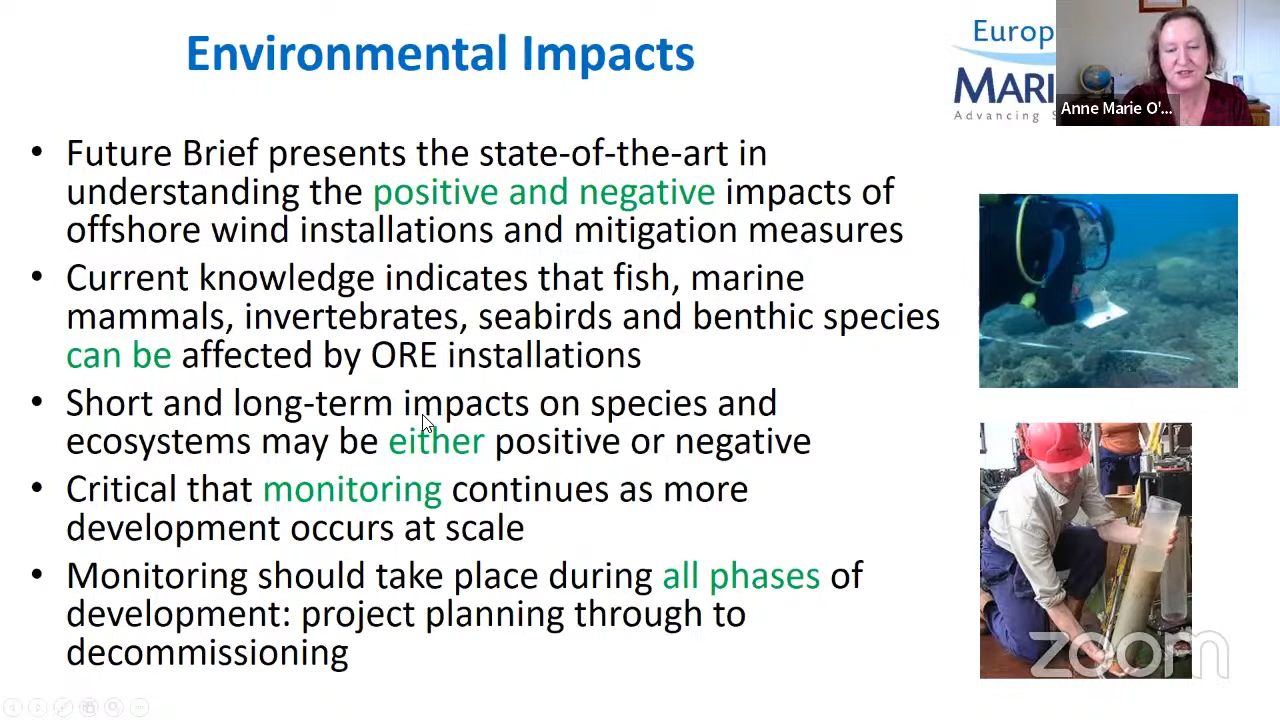 Environmental Impacts
Europ
MARI
Advancing S
Anne Marie O'...
• Future Brief presents the state-of-the-art in
understanding the positive and negative impacts of
offshore wind installations and mitigation measures
• Current knowledge indicates that fish, marine
mammals, invertebrates, seabirds and benthic species
can be affected by ORE installations
• Short and long-term impacts on species and
ecosystems may be either positive or negative
• Critical that monitoring continues as more
development occurs at scale
• Monitoring should take place during all phases of
development: project planning through to
decommissioning
zoom